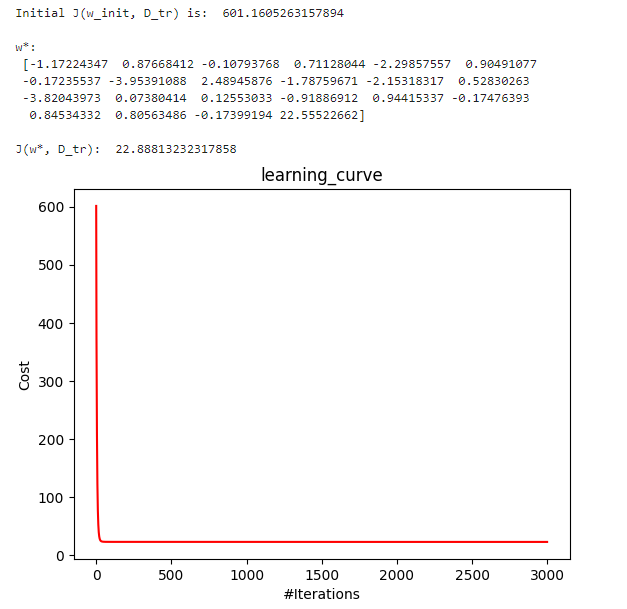 Initial J(w_init, D_tr) is:  601.1605263157894
w*:
[-1.17224347  0.87668412 -0.10793768  0.71128044 -2.29857557  0.90491077
-0.17235537 -3.95391088  2.48945876 -1.78759671 -2.15318317  0.52830263
-3.82043973  0.07380414  0.12553033 -0.91886912  0.94415337 -0.17476393
0.84534332  0.80563486 -0.17399194 22.55522662]
J(w*, D_tr):  22.88813232317858
learning_curve
600
500
400
300
200
100
0
Cost
0 500 1000 1500 2000 2500 3000
#Iterations